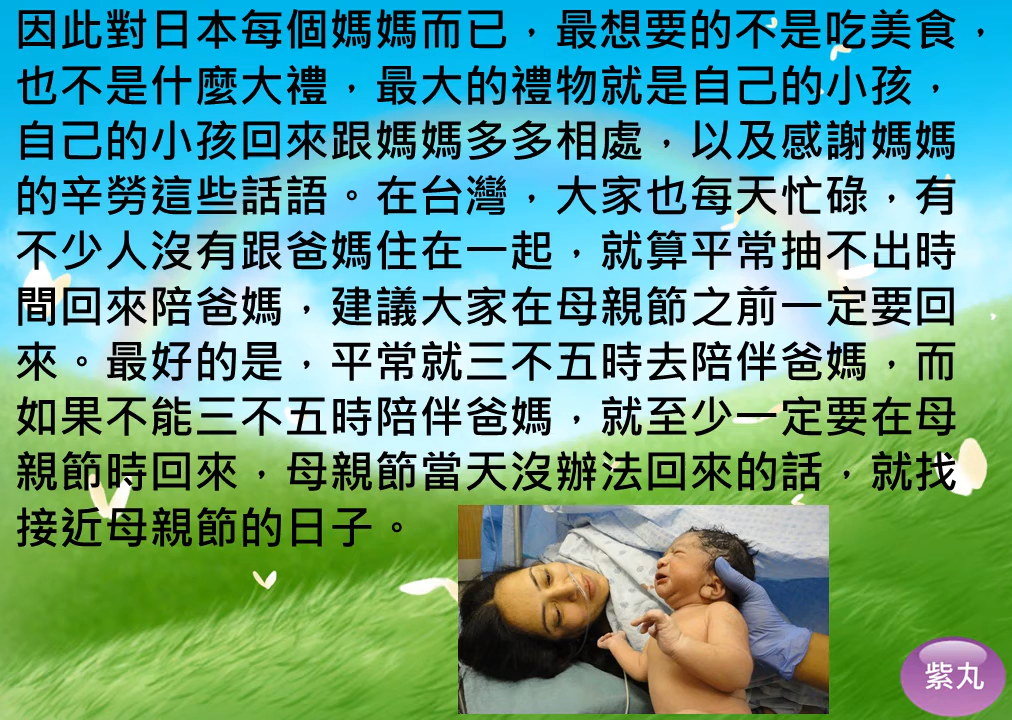 因此對日本每個媽媽而已，最想要的不是吃美食，
也不是什麼大禮，最大的禮物就是自己的小孩，
自己的小孩回來跟媽媽多多相處，以及感謝媽媽
的辛勞這些話語。在台灣，大家也每天忙碌，有
不少人沒有跟爸媽住在一起，就算平常抽不出時
間回來陪爸媽，建議大家在母親節之前一定要回
來。最好的是，平常就三不五時去陪伴爸媽，而
如果不能三不五時陪伴爸媽，就至少一定要在母
親節時回來，母親節當天沒辦法回來的話，就找
接近母親節的日子。
紫丸